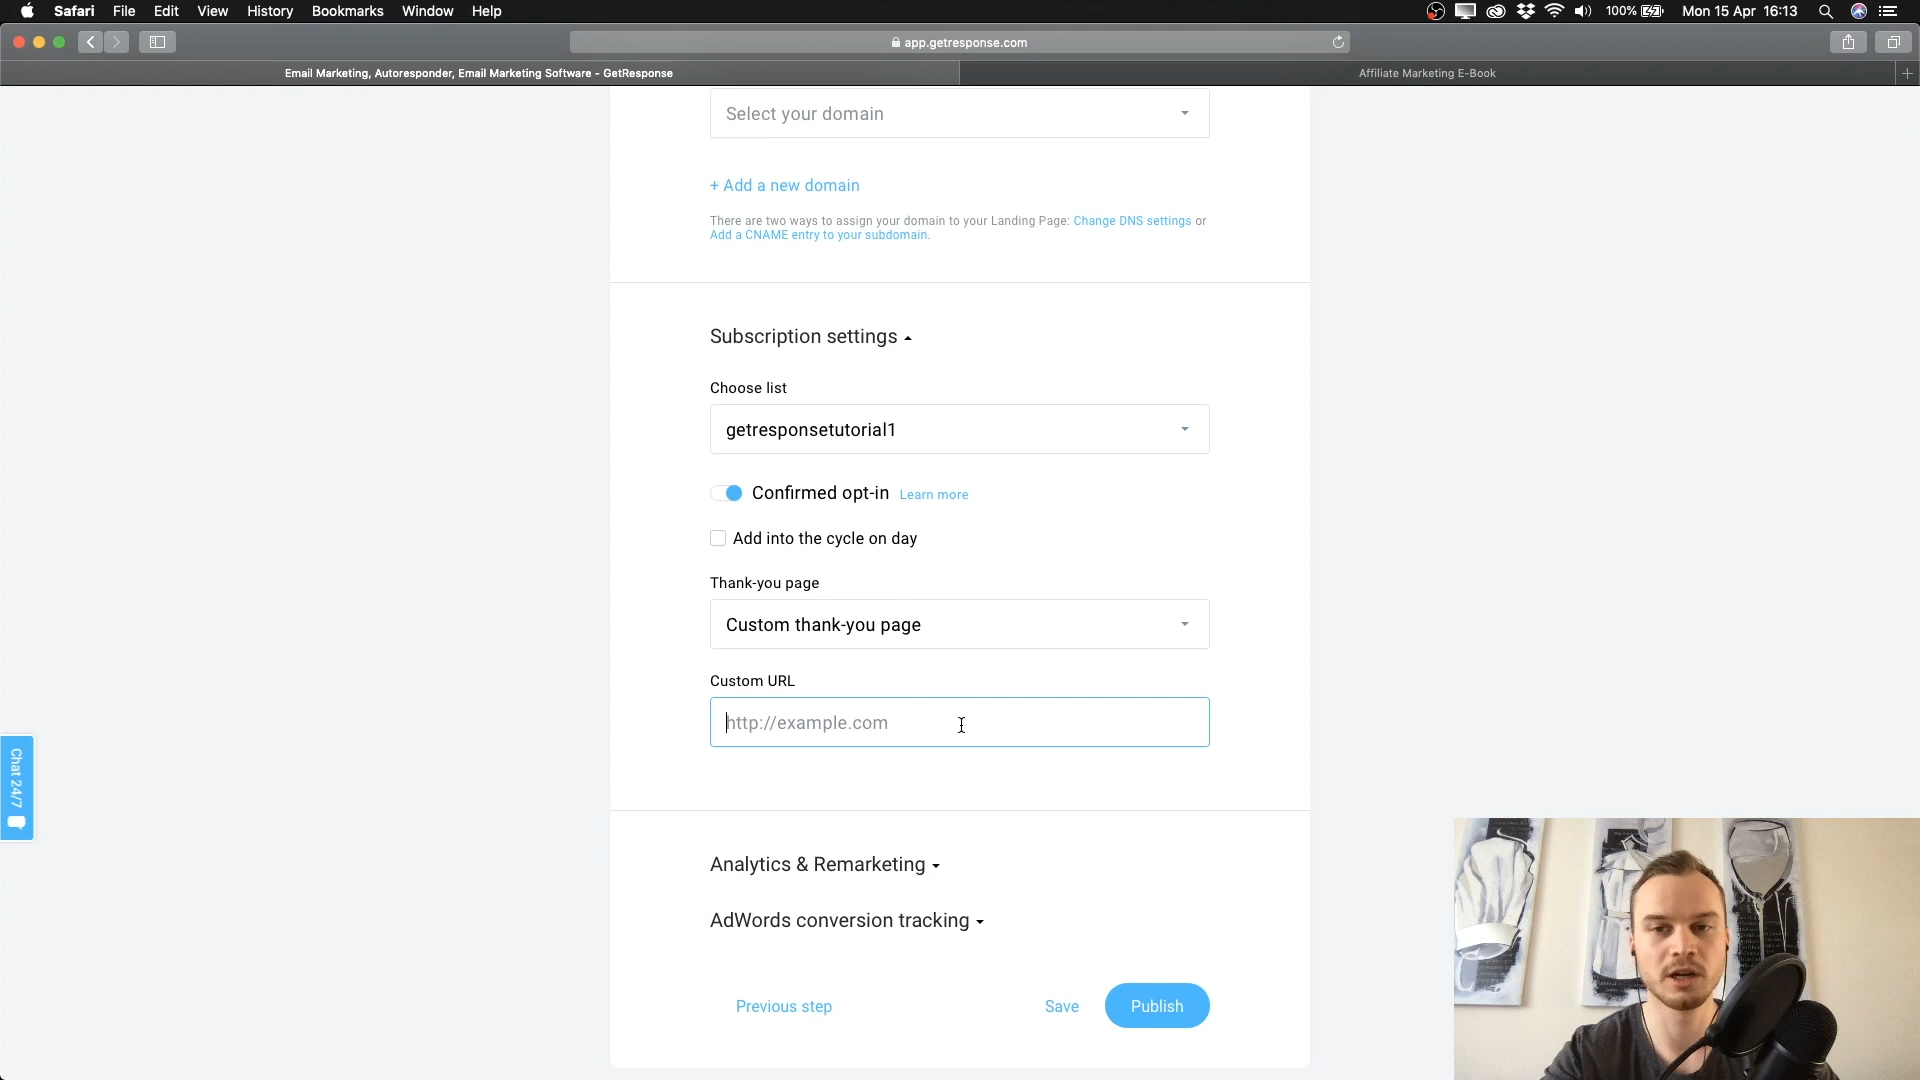 Safari File Edit View History Bookmarks Window Help 100% Mon 15 Apr 16:13
app.getresponse.com
Email Marketing, Autoresponder, Email Marketing Software - GetResponse Affiliate Marketing E-Book
Select your domain
+ Add a new domain
There are two ways to assign your domain to your Landing Page: Change DNS settings or
Add a CNAME entry to your subdomain.
Subscription settings
Choose list
getresponsetutorial1
Confirmed opt-in Learn more
Add into the cycle on day
Thank-you page
Custom thank-you page
Custom URL
http://example.com
Chat 24/7
Analytics & Remarketing
AdWords conversion tracking
Previous step Save Publish